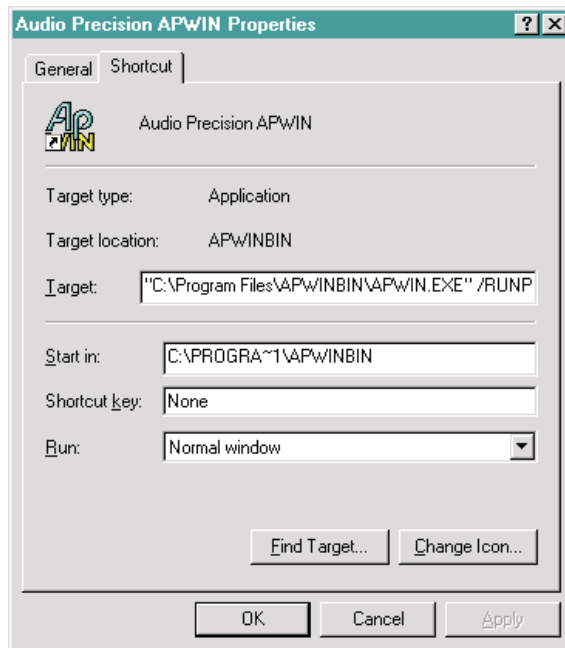 Audio Precision APWIN Properties
General Shortcut
Ap
WIN
Audio Precision APWIN
Target type: Application
Target location: APWINBIN
Target: "C:\Program Files\APWINBIN\APWIN.EXE" /RUNP
Start in: C:\PROGRA~1\APWINBIN
Shortcut key: None
Run: Normal window
Find Target... Change Icon...
OK Cancel Apply